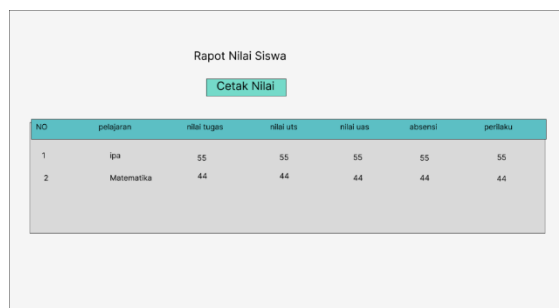 Rapot Nilai Siswa
Cetak Nilai
NO pelajaran nilai tugas nilai uts nilai uas absensi perilaku
1 ipa 55 55 55 55 55
2 Matematika 44 44 44 44 44